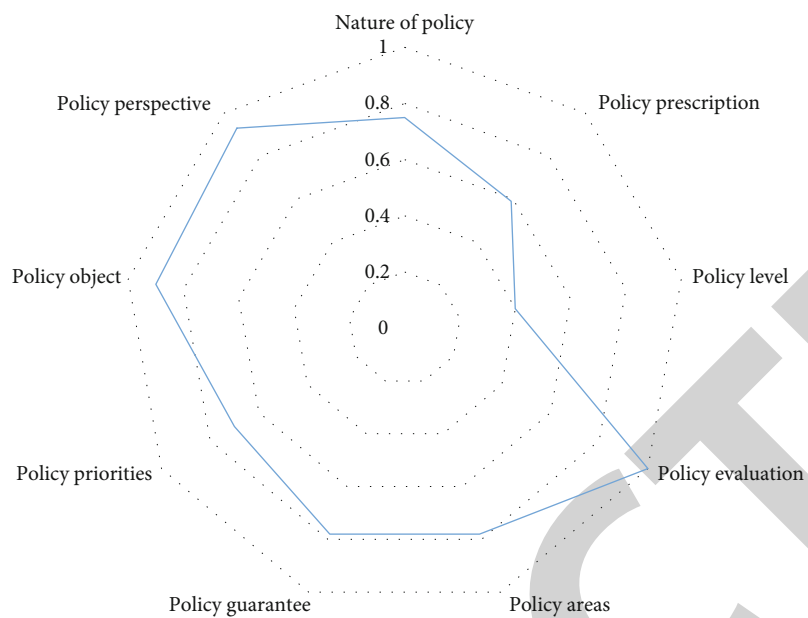 Nature of policy
1
Policy perspective
Policy prescription
0.8
0.6
0.4
Policy object
0.2
Policy level
0
Policy priorities
Policy evaluation
Policy guarantee
Policy areas